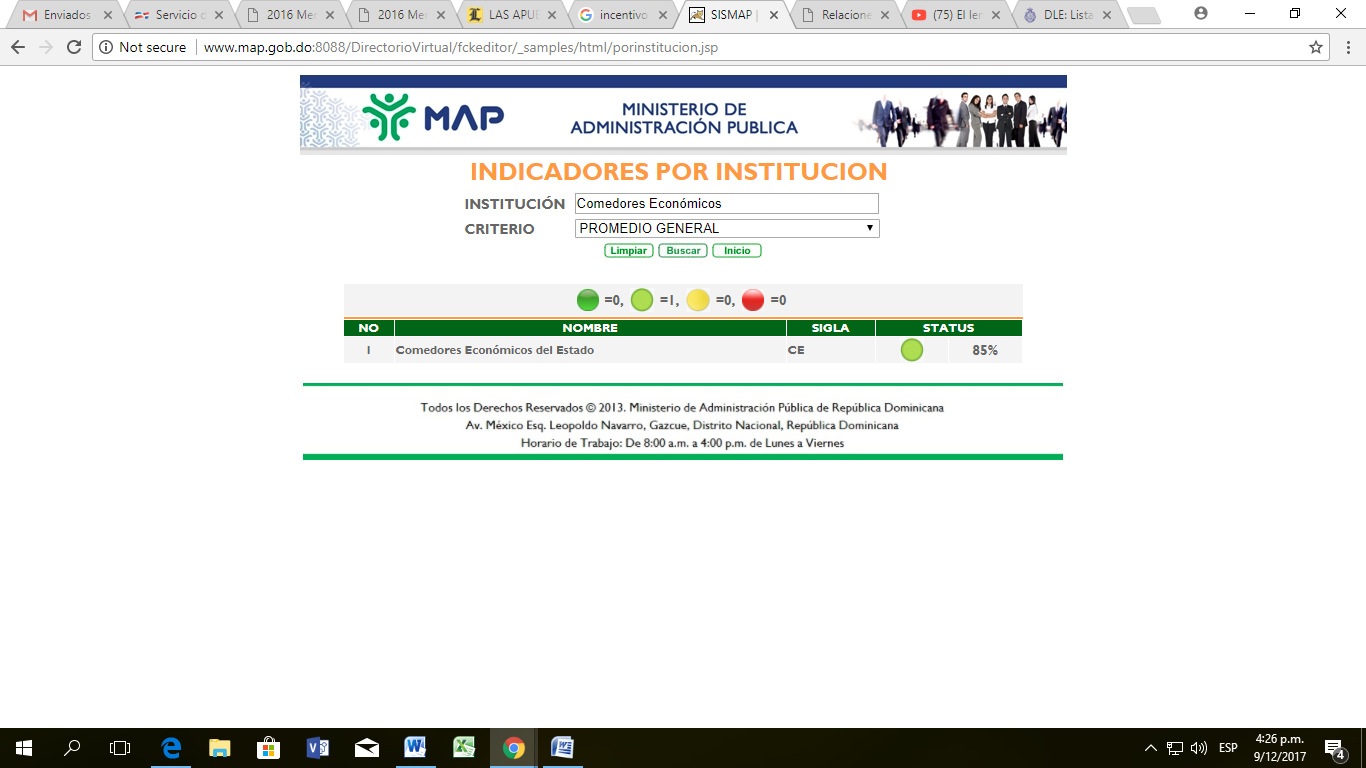 Enviados
Servicio d
2016 Mer
2016 Mer
LAS APUE
incentivo
SISMAP |
Relacione
(75) El ler
DLE: Lista
Not secure
www.map.gob.do:8088/DirectorioVirtual/fckeditor/_samples/html/porinstitucion.jsp
MAP
MINISTERIO DE
ADMINISTRACIÓN PUBLICA
INDICADORES POR INSTITUCION
INSTITUCIÓN Comedores Económicos
CRITERIO PROMEDIO GENERAL
Limpiar Buscar Inicio
=0, =1, =0, =0
NO NOMBRE SIGLA STATUS
1 Comedores Económicos del Estado CE 85%
Todos los Derechos Reservados © 2013. Ministerio de Administración Pública de República Dominicana
Av. México Esq. Leopoldo Navarro, Gazcue, Distrito Nacional, República Dominicana
Horario de Trabajo: De 8:00 a.m. a 4:00 p.m. de Lunes a Viernes
ESP
4:26 p.m.
9/12/2017
4